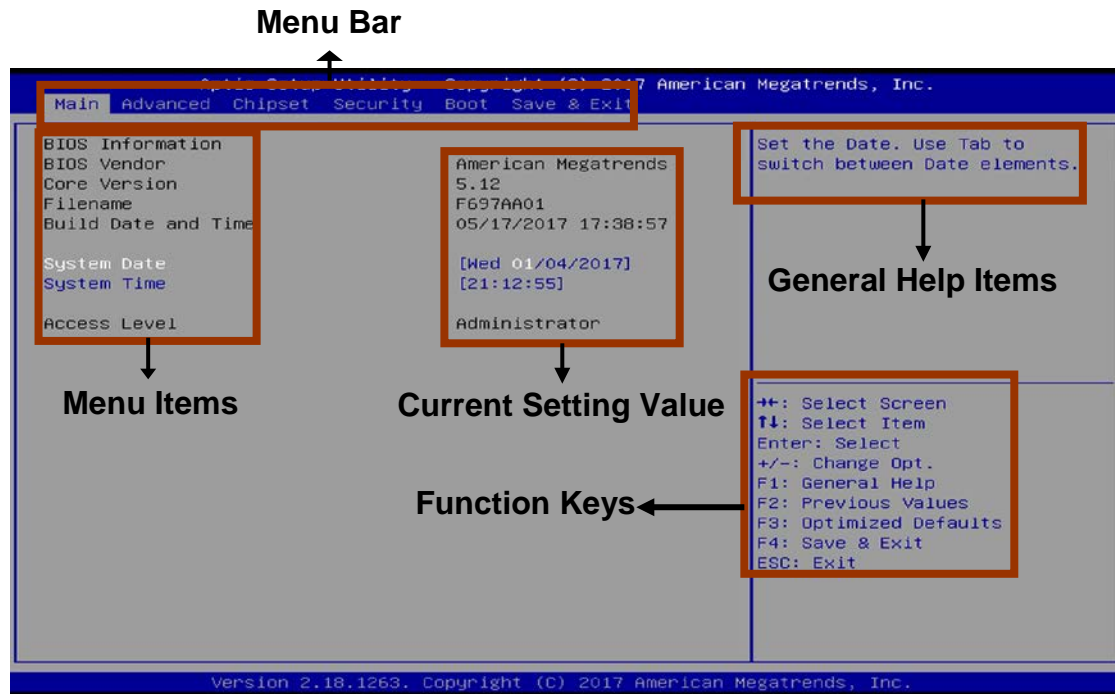 Menu Bar
Copyright (C) 2017 American Megatrends, Inc.
Main Advanced Chipset Security Boot Save & Exit
BIOS Information
BIOS Vendor American Megatrends
Core Version 5.12
Filename F697AA01
Build Date and Time 05/17/2017 17:38:57
System Date [Wed 01/04/2017]
System Time [21:12:55]
Access Level Administrator
Set the Date. Use Tab to
switch between Date elements.
General Help Items
Menu Items
Current Setting Value
Function Keys
→←: Select Screen
↑↓: Select Item
Enter: Select
+/-: Change Opt.
F1: General Help
F2: Previous Values
F3: Optimized Defaults
F4: Save & Exit
ESC: Exit
Version 2.18.1263. Copyright (C) 2017 American Megatrends, Inc.